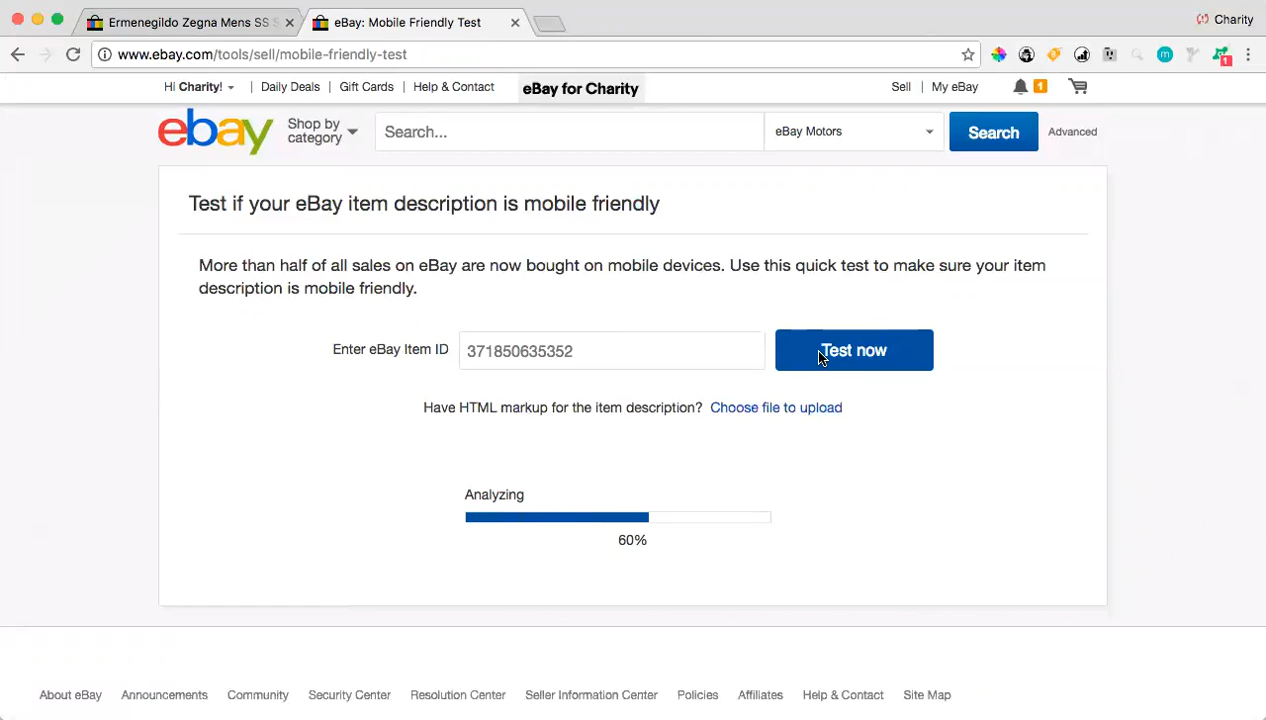 Ermenegildo Zegna Mens SS S
eBay: Mobile Friendly Test
Charity
www.ebay.com/tools/sell/mobile-friendly-test
1
Hi Charity!
Daily Deals
Gift Cards
Help & Contact
eBay for Charity
Sell
My eBay
1
ebay
Shop by category
Search...
eBay Motors
Search
Advanced
Test if your eBay item description is mobile friendly
More than half of all sales on eBay are now bought on mobile devices. Use this quick test to make sure your item
description is mobile friendly.
Enter eBay Item ID
371850635352
Test now
Have HTML markup for the item description? Choose file to upload
Analyzing
60%
About eBay
Announcements
Community
Security Center
Resolution Center
Seller Information Center
Policies
Affiliates
Help & Contact
Site Map